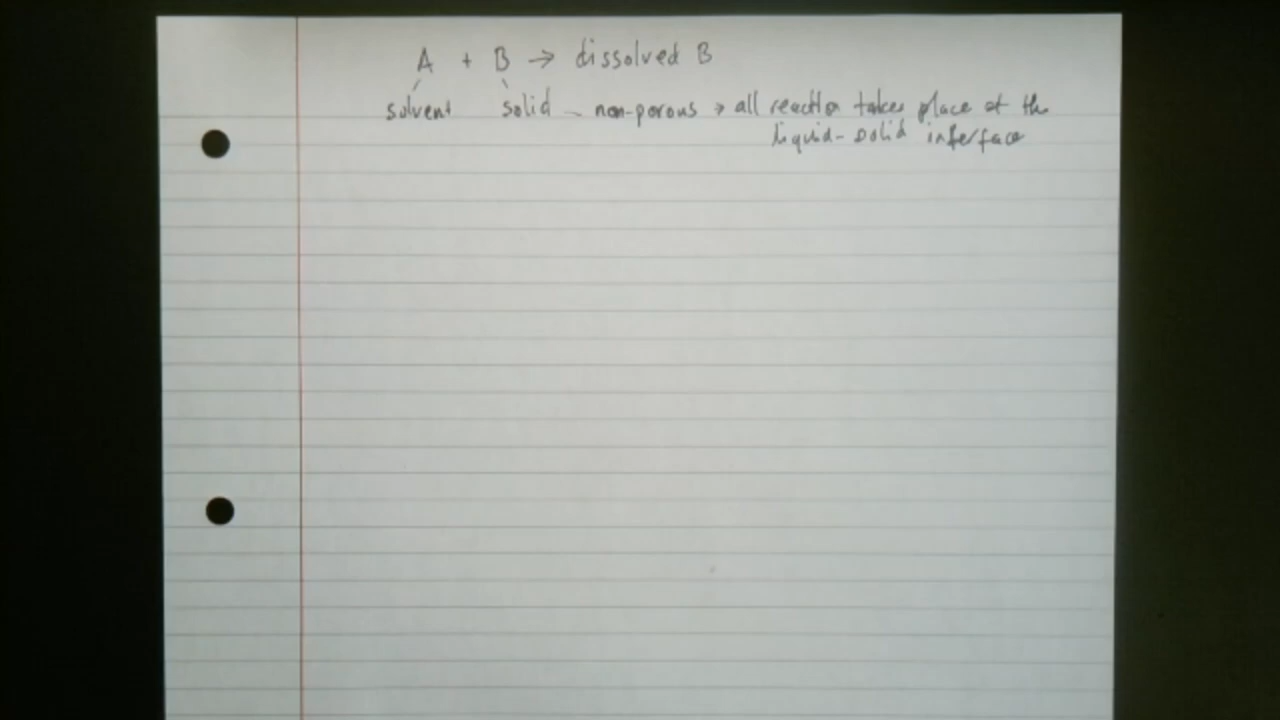 A + B → dissolved B
solvent solid - non-porous → all reaction takes place at the
liquid-solid interface